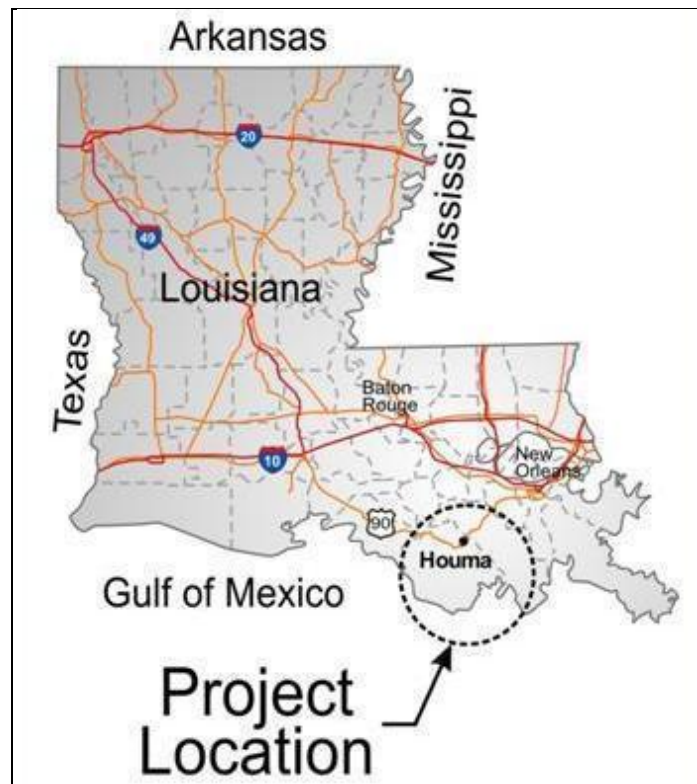 Arkansas
Mississippi
20
49
Louisiana
Texas
Baton
Rouge
10
New
Orleans
90
Houma
Gulf of Mexico
Project
Location